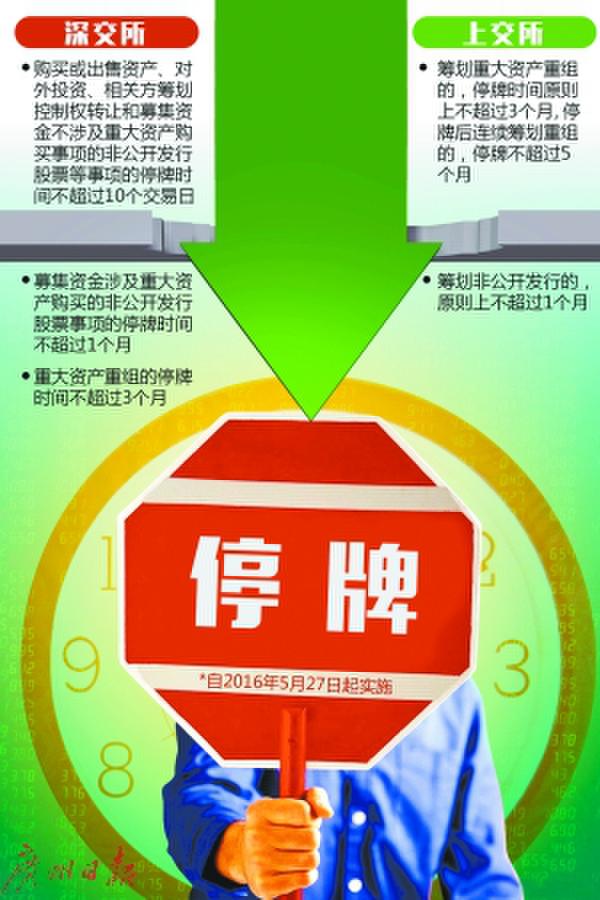 深交所
•购买或出售资产、对
外投资、相关方筹划
控制权转让和募集资
金不涉及重大资产购
买事项的非公开发行
股票等事项的停牌时
间不超过10个交易日
•募集资金涉及重大资
产购买的非公开发行
股票事项的停牌时间
不超过1个月
•重大资产重组的停牌
时间不超过3个月
上交所
•筹划重大资产重组
的，停牌时间原则
上不超过3个月,停
牌后连续筹划重组
的，停牌不超过5
个月
•筹划非公开发行的，
原则上不超过1个月
停牌
*自2016年5月27日起实施
9
8
3
广州日报